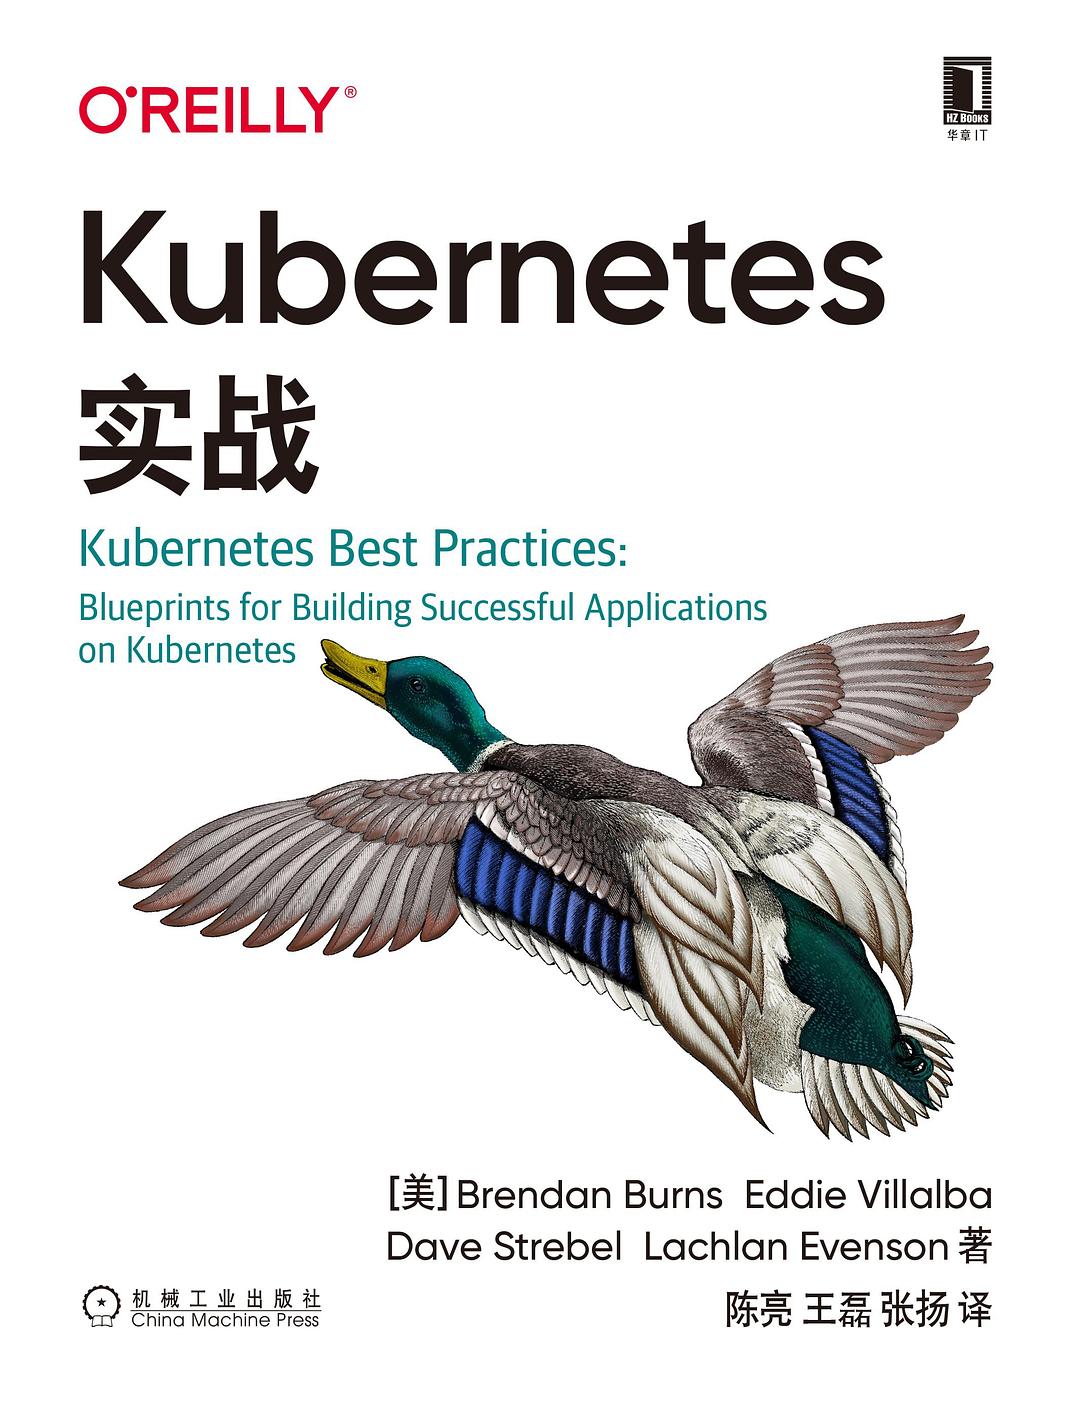 O'REILLY®
HZ BOOKS
华章IT
Kubernetes
实战
Kubernetes Best Practices:
Blueprints for Building Successful Applications
on Kubernetes
[美] Brendan Burns Eddie Villalba
Dave Strebel Lachlan Evenson 著
陈亮 王磊 张扬 译
机械工业出版社
China Machine Press